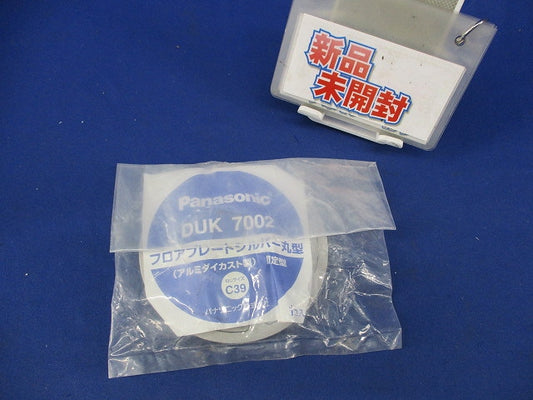 新品
未開封
Panasonic
DUK 7002
フロアプレートシルバー丸型
(アルミダイカスト製)
C39